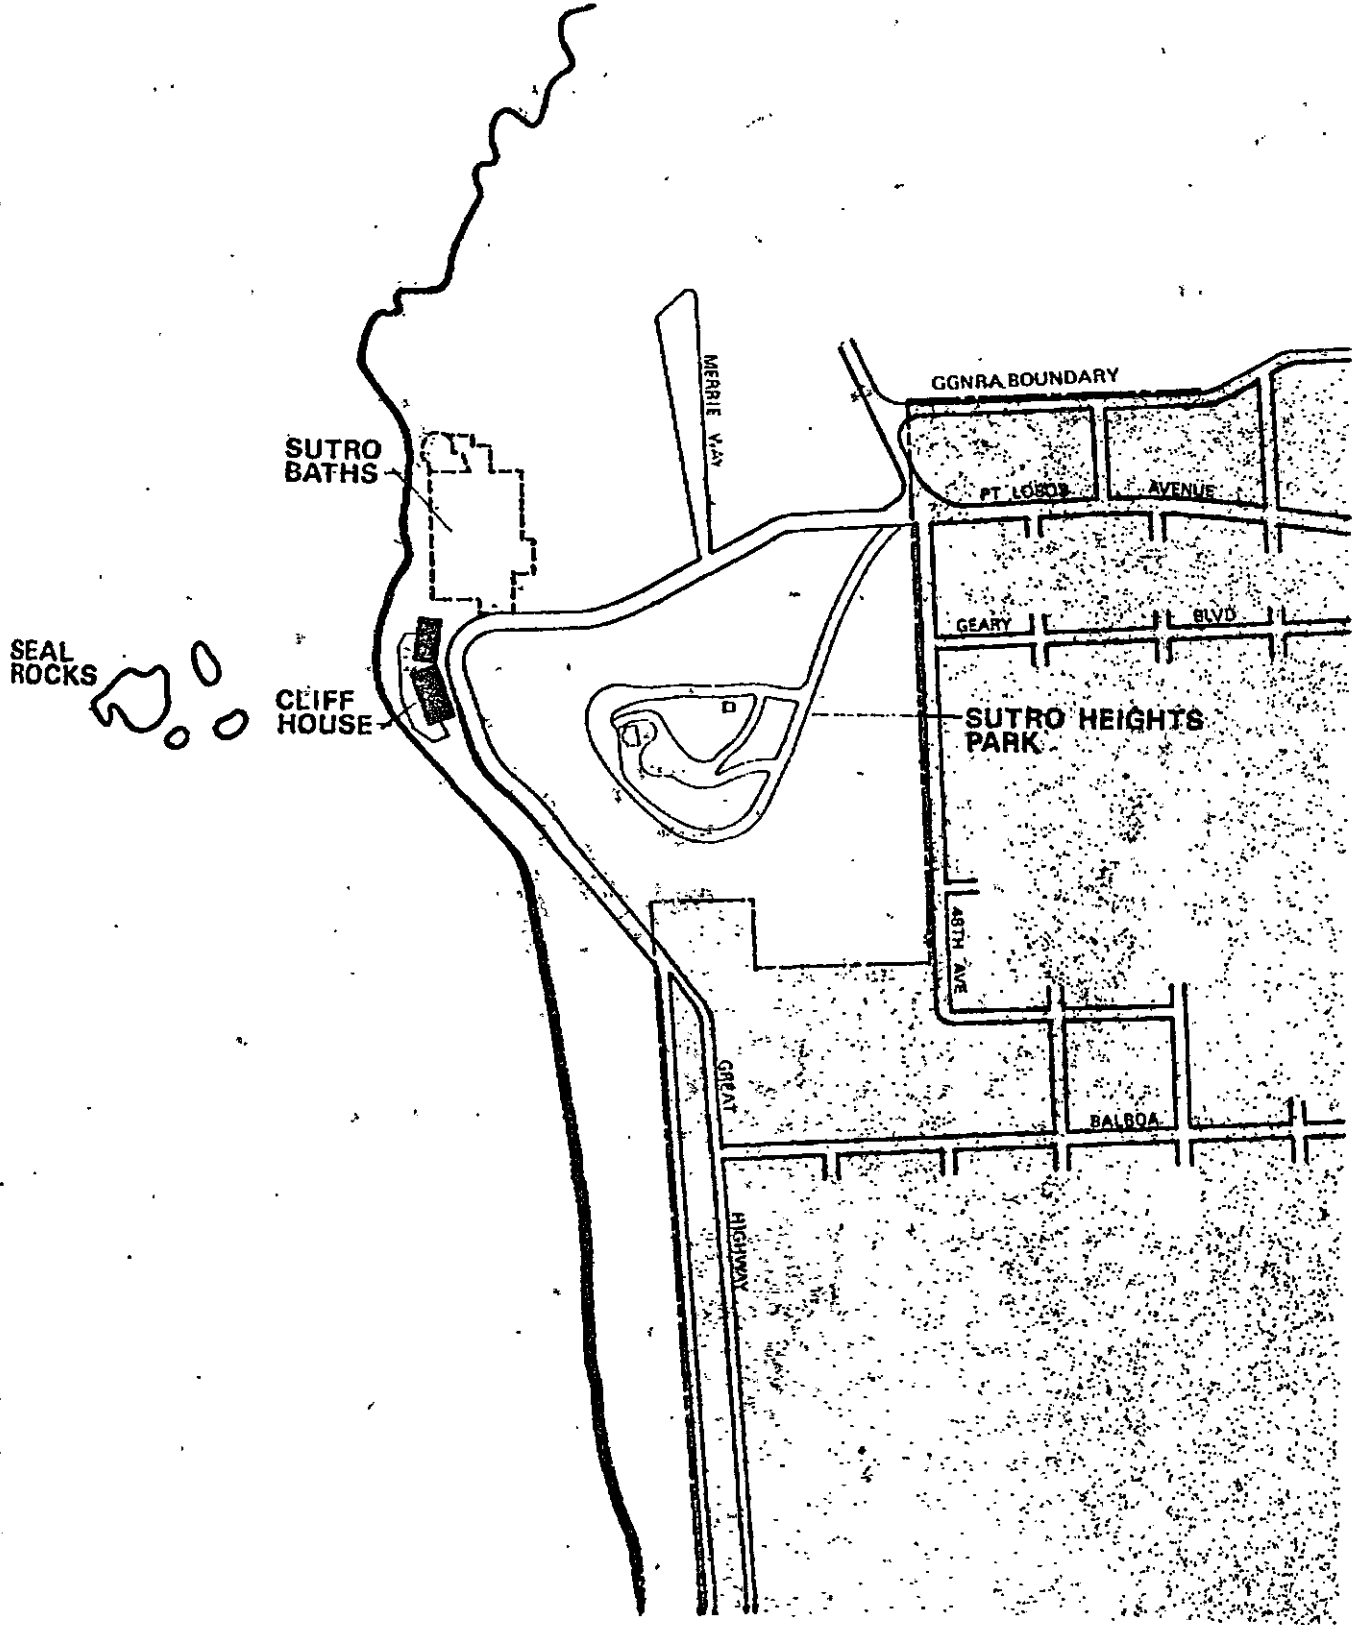 MERRIE WAY
GGNRA BOUNDARY
SUTRO
BATHS
PT LOBOS AVENUE
GEARY BLVD
SEAL
ROCKS
CLIFF
HOUSE
SUTRO HEIGHTS
PARK
48TH AVE
GREAT
BALBOA
HIGHWAY